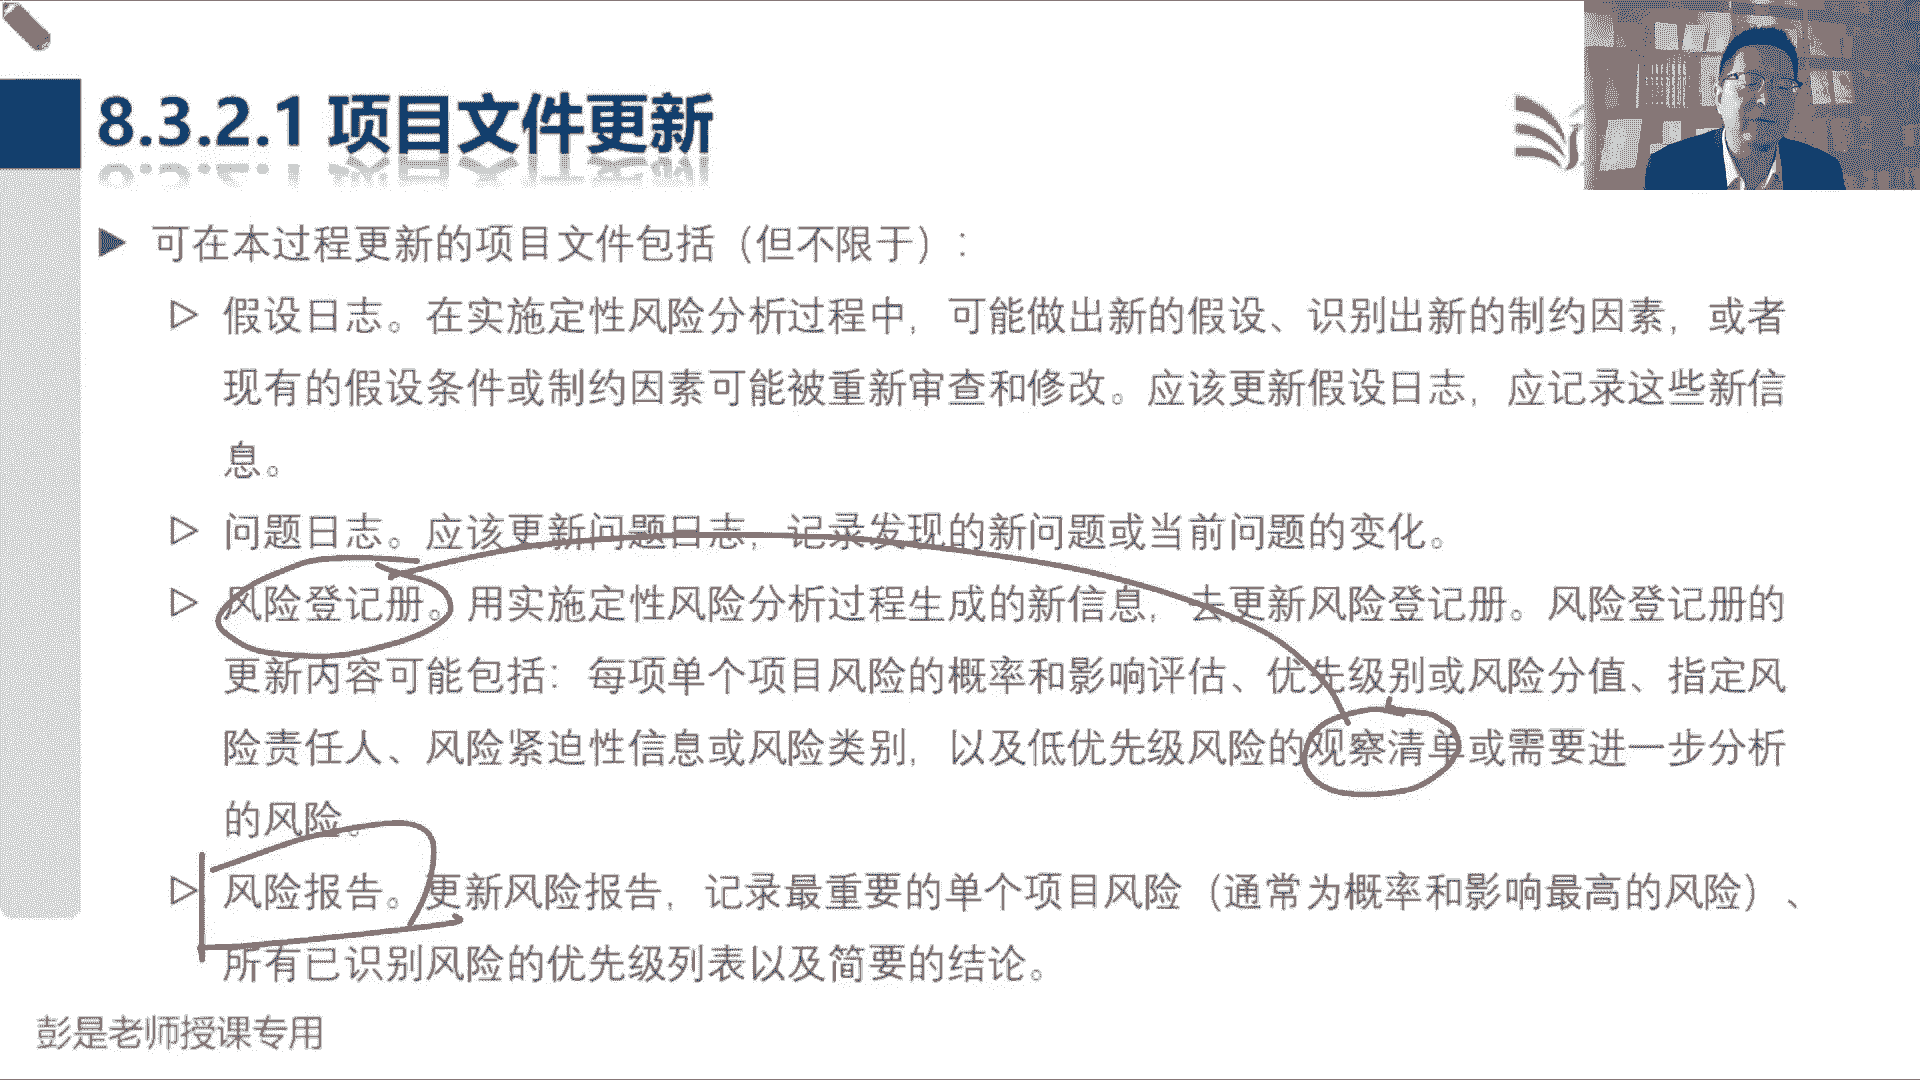 8.3.2.1 项目文件更新
可在本过程更新的项目文件包括（但不限于）：
假设日志。在实施定性风险分析过程中，可能做出新的假设、识别出新的制约因素，或者
现有的假设条件或制约因素可能被重新审查和修改。应该更新假设日志，应记录这些新信
息。
问题日志。应该更新问题日志，记录发现的新问题或当前问题的变化。
风险登记册。用实施定性风险分析过程生成的新信息，去更新风险登记册。风险登记册的
更新内容可能包括：每项单个项目风险的概率和影响评估、优先级别或风险分值、指定风
险责任人、风险紧迫性信息或风险类别，以及低优先级风险的观察清单或需要进一步分析
的风险。
风险报告。更新风险报告，记录最重要的单个项目风险（通常为概率和影响最高的风险）、
所有已识别风险的优先级列表以及简要的结论。
彭是老师授课专用